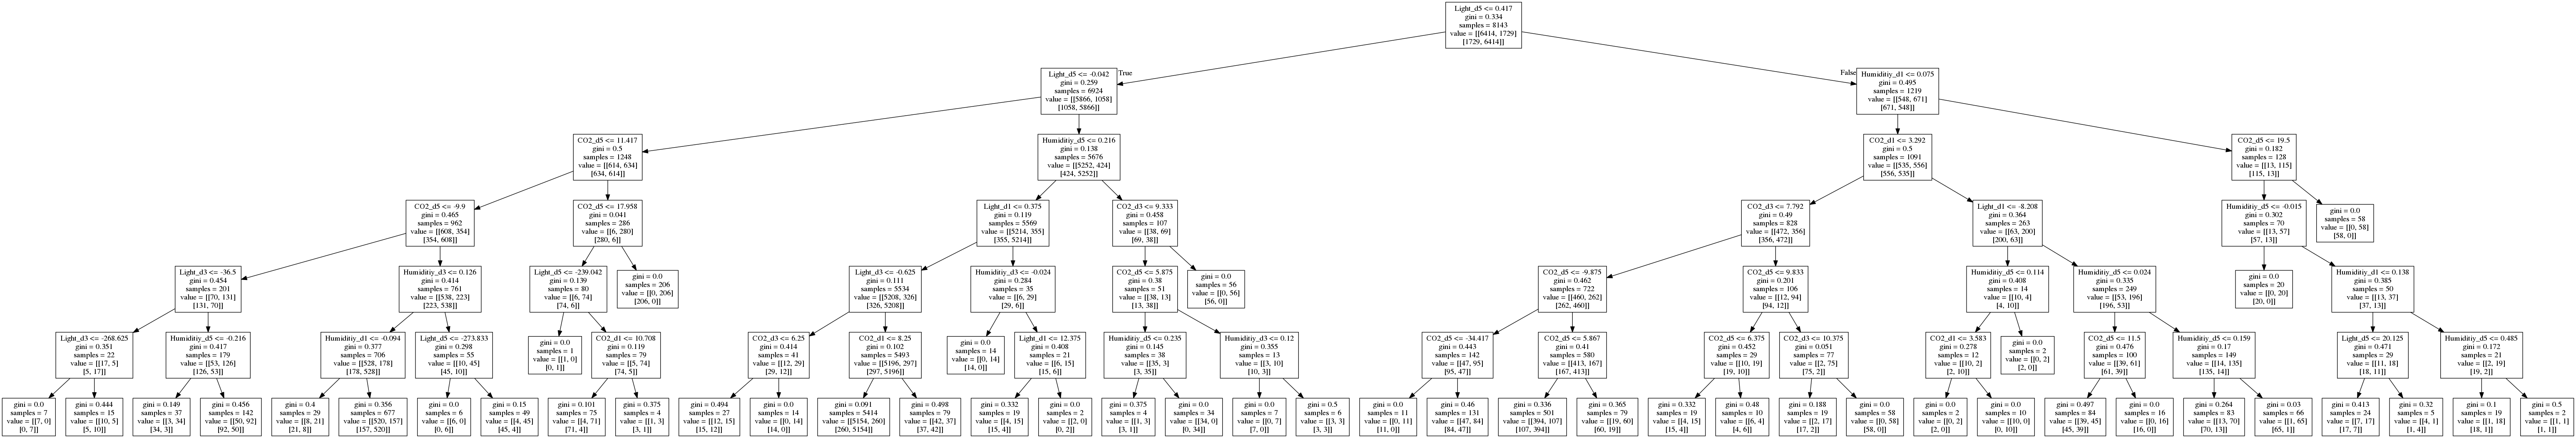 Light_d5 <= 0.417
gini = 0.334
samples = 8143
value = [[6414, 1729]
[1729, 6414]]
True
False
Light_d5 <= -0.042
gini = 0.259
samples = 6924
value = [[5866, 1058]
[1058, 5866]]
Humiditiy_d1 <= 0.075
gini = 0.495
samples = 1219
value = [[548, 671]
[671, 548]]
CO2_d5 <= 11.417
gini = 0.5
samples = 1248
value = [[614, 634]
[634, 614]]
Humiditiy_d5 <= 0.216
gini = 0.138
samples = 5676
value = [[5252, 424]
[424, 5252]]
CO2_d1 <= 3.292
gini = 0.5
samples = 1091
value = [[535, 556]
[556, 535]]
CO2_d5 <= 19.5
gini = 0.182
samples = 128
value = [[13, 115]
[115, 13]]
CO2_d5 <= -9.9
gini = 0.465
samples = 962
value = [[608, 354]
[354, 608]]
CO2_d5 <= 17.958
gini = 0.041
samples = 286
value = [[6, 280]
[280, 6]]
Light_d1 <= 0.375
gini = 0.119
samples = 5569
value = [[5214, 355]
[355, 5214]]
CO2_d3 <= 9.333
gini = 0.458
samples = 107
value = [[38, 69]
[69, 38]]
CO2_d3 <= 7.792
gini = 0.49
samples = 828
value = [[472, 356]
[356, 472]]
Light_d1 <= -8.208
gini = 0.364
samples = 263
value = [[63, 200]
[200, 63]]
Humiditiy_d5 <= -0.015
gini = 0.302
samples = 70
value = [[13, 57]
[57, 13]]
gini = 0.0
samples = 58
value = [[0, 58]
[58, 0]]
Light_d3 <= -36.5
gini = 0.454
samples = 201
value = [[70, 131]
[131, 70]]
Humiditiy_d3 <= 0.126
gini = 0.414
samples = 761
value = [[538, 223]
[223, 538]]
Light_d5 <= -239.042
gini = 0.139
samples = 80
value = [[6, 74]
[74, 6]]
gini = 0.0
samples = 206
value = [[0, 206]
[206, 0]]
Light_d3 <= -0.625
gini = 0.111
samples = 5534
value = [[5208, 326]
[326, 5208]]
Humiditiy_d3 <= -0.024
gini = 0.284
samples = 35
value = [[6, 29]
[29, 6]]
CO2_d5 <= 5.875
gini = 0.38
samples = 51
value = [[38, 13]
[13, 38]]
gini = 0.0
samples = 56
value = [[0, 56]
[56, 0]]
CO2_d5 <= -9.875
gini = 0.462
samples = 722
value = [[460, 262]
[262, 460]]
CO2_d5 <= 9.833
gini = 0.201
samples = 106
value = [[12, 94]
[94, 12]]
Humiditiy_d5 <= 0.114
gini = 0.408
samples = 14
value = [[10, 4]
[4, 10]]
Humiditiy_d5 <= 0.024
gini = 0.335
samples = 249
value = [[53, 196]
[196, 53]]
gini = 0.0
samples = 20
value = [[0, 20]
[20, 0]]
Humiditiy_d1 <= 0.138
gini = 0.385
samples = 50
value = [[13, 37]
[37, 13]]
Light_d3 <= -268.625
gini = 0.351
samples = 22
value = [[17, 5]
[5, 17]]
Humiditiy_d5 <= -0.216
gini = 0.417
samples = 179
value = [[53, 126]
[126, 53]]
Humiditiy_d1 <= -0.094
gini = 0.377
samples = 706
value = [[528, 178]
[178, 528]]
Light_d5 <= -273.833
gini = 0.298
samples = 55
value = [[10, 45]
[45, 10]]
gini = 0.0
samples = 1
value = [[1, 0]
[0, 1]]
CO2_d1 <= 10.708
gini = 0.119
samples = 79
value = [[5, 74]
[74, 5]]
CO2_d3 <= 6.25
gini = 0.414
samples = 41
value = [[12, 29]
[29, 12]]
CO2_d1 <= 8.25
gini = 0.102
samples = 5493
value = [[5196, 297]
[297, 5196]]
gini = 0.0
samples = 14
value = [[0, 14]
[14, 0]]
Light_d1 <= 12.375
gini = 0.408
samples = 21
value = [[6, 15]
[15, 6]]
Humiditiy_d5 <= 0.235
gini = 0.145
samples = 38
value = [[35, 3]
[3, 35]]
Humiditiy_d3 <= 0.12
gini = 0.355
samples = 13
value = [[3, 10]
[10, 3]]
CO2_d5 <= -34.417
gini = 0.443
samples = 142
value = [[47, 95]
[95, 47]]
CO2_d5 <= 5.867
gini = 0.41
samples = 580
value = [[413, 167]
[167, 413]]
CO2_d5 <= 6.375
gini = 0.452
samples = 29
value = [[10, 19]
[19, 10]]
CO2_d3 <= 10.375
gini = 0.051
samples = 77
value = [[2, 75]
[75, 2]]
CO2_d1 <= 3.583
gini = 0.278
samples = 12
value = [[10, 2]
[2, 10]]
gini = 0.0
samples = 2
value = [[0, 2]
[2, 0]]
CO2_d5 <= 11.5
gini = 0.476
samples = 100
value = [[39, 61]
[61, 39]]
Humiditiy_d5 <= 0.159
gini = 0.17
samples = 149
value = [[14, 135]
[135, 14]]
Light_d5 <= 20.125
gini = 0.471
samples = 29
value = [[11, 18]
[18, 11]]
Humiditiy_d5 <= 0.485
gini = 0.172
samples = 21
value = [[2, 19]
[19, 2]]
gini = 0.0
samples = 7
value = [[7, 0]
[0, 7]]
gini = 0.444
samples = 15
value = [[10, 5]
[5, 10]]
gini = 0.149
samples = 37
value = [[3, 34]
[34, 3]]
gini = 0.456
samples = 142
value = [[50, 92]
[92, 50]]
gini = 0.4
samples = 29
value = [[8, 21]
[21, 8]]
gini = 0.356
samples = 677
value = [[520, 157]
[157, 520]]
gini = 0.0
samples = 6
value = [[6, 0]
[0, 6]]
gini = 0.15
samples = 49
value = [[4, 45]
[45, 4]]
gini = 0.101
samples = 75
value = [[4, 71]
[71, 4]]
gini = 0.375
samples = 4
value = [[1, 3]
[3, 1]]
gini = 0.494
samples = 27
value = [[12, 15]
[15, 12]]
gini = 0.0
samples = 14
value = [[0, 14]
[14, 0]]
gini = 0.091
samples = 5414
value = [[5154, 260]
[260, 5154]]
gini = 0.498
samples = 79
value = [[42, 37]
[37, 42]]
gini = 0.332
samples = 19
value = [[4, 15]
[15, 4]]
gini = 0.0
samples = 2
value = [[2, 0]
[0, 2]]
gini = 0.375
samples = 4
value = [[1, 3]
[3, 1]]
gini = 0.0
samples = 34
value = [[34, 0]
[0, 34]]
gini = 0.0
samples = 7
value = [[0, 7]
[7, 0]]
gini = 0.5
samples = 6
value = [[3, 3]
[3, 3]]
gini = 0.0
samples = 11
value = [[0, 11]
[11, 0]]
gini = 0.46
samples = 131
value = [[47, 84]
[84, 47]]
gini = 0.336
samples = 501
value = [[394, 107]
[107, 394]]
gini = 0.365
samples = 79
value = [[19, 60]
[60, 19]]
gini = 0.332
samples = 19
value = [[4, 15]
[15, 4]]
gini = 0.48
samples = 10
value = [[6, 4]
[4, 6]]
gini = 0.188
samples = 19
value = [[2, 17]
[17, 2]]
gini = 0.0
samples = 58
value = [[0, 58]
[58, 0]]
gini = 0.0
samples = 2
value = [[0, 2]
[2, 0]]
gini = 0.0
samples = 10
value = [[10, 0]
[0, 10]]
gini = 0.497
samples = 84
value = [[39, 45]
[45, 39]]
gini = 0.0
samples = 16
value = [[0, 16]
[16, 0]]
gini = 0.264
samples = 83
value = [[13, 70]
[70, 13]]
gini = 0.03
samples = 66
value = [[1, 65]
[65, 1]]
gini = 0.413
samples = 24
value = [[7, 17]
[17, 7]]
gini = 0.32
samples = 5
value = [[4, 1]
[1, 4]]
gini = 0.1
samples = 19
value = [[1, 18]
[18, 1]]
gini = 0.5
samples = 2
value = [[1, 1]
[1, 1]]